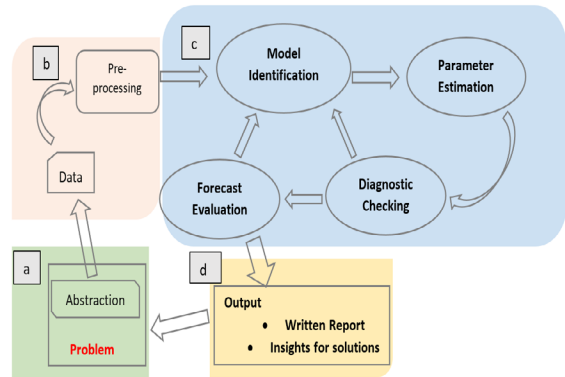 b
Pre-
processing
Data
c
Model
Identification
Parameter
Estimation
Forecast
Evaluation
Diagnostic
Checking
a
Abstraction
Problem
d
Output
• Written Report
• Insights for solutions